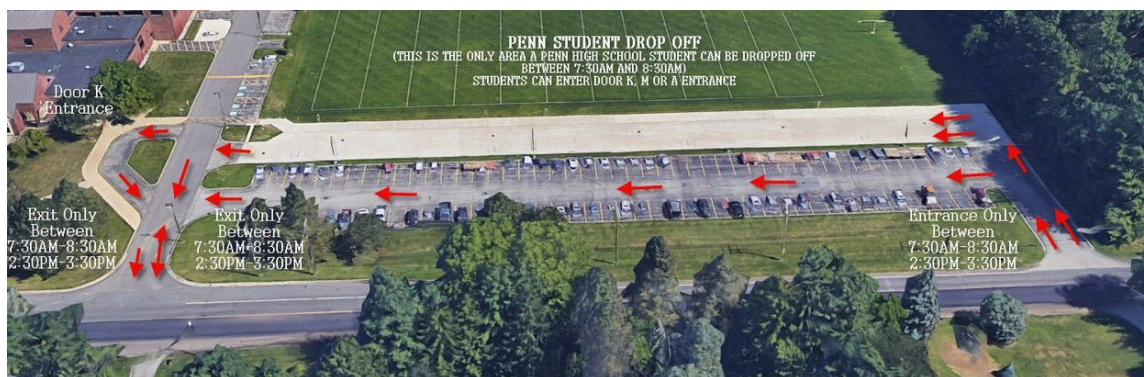 PENN STUDENT DROP OFF
(THIS IS THE ONLY AREA A PENN HIGH SCHOOL STUDENT CAN BE DROPPED OFF
BETWEEN 7:30AM AND 8:30AM)
STUDENTS CAN ENTER DOOR K, M OR A ENTRANCE
Door K
Entrance
Exit Only
Between
7:30AM-8:30AM
2:30PM-3:30PM
Exit Only
Between
7:30AM-8:30AM
2:30PM-3:30PM
Entrance Only
Between
7:30AM-8:30AM
2:30PM-3:30PM